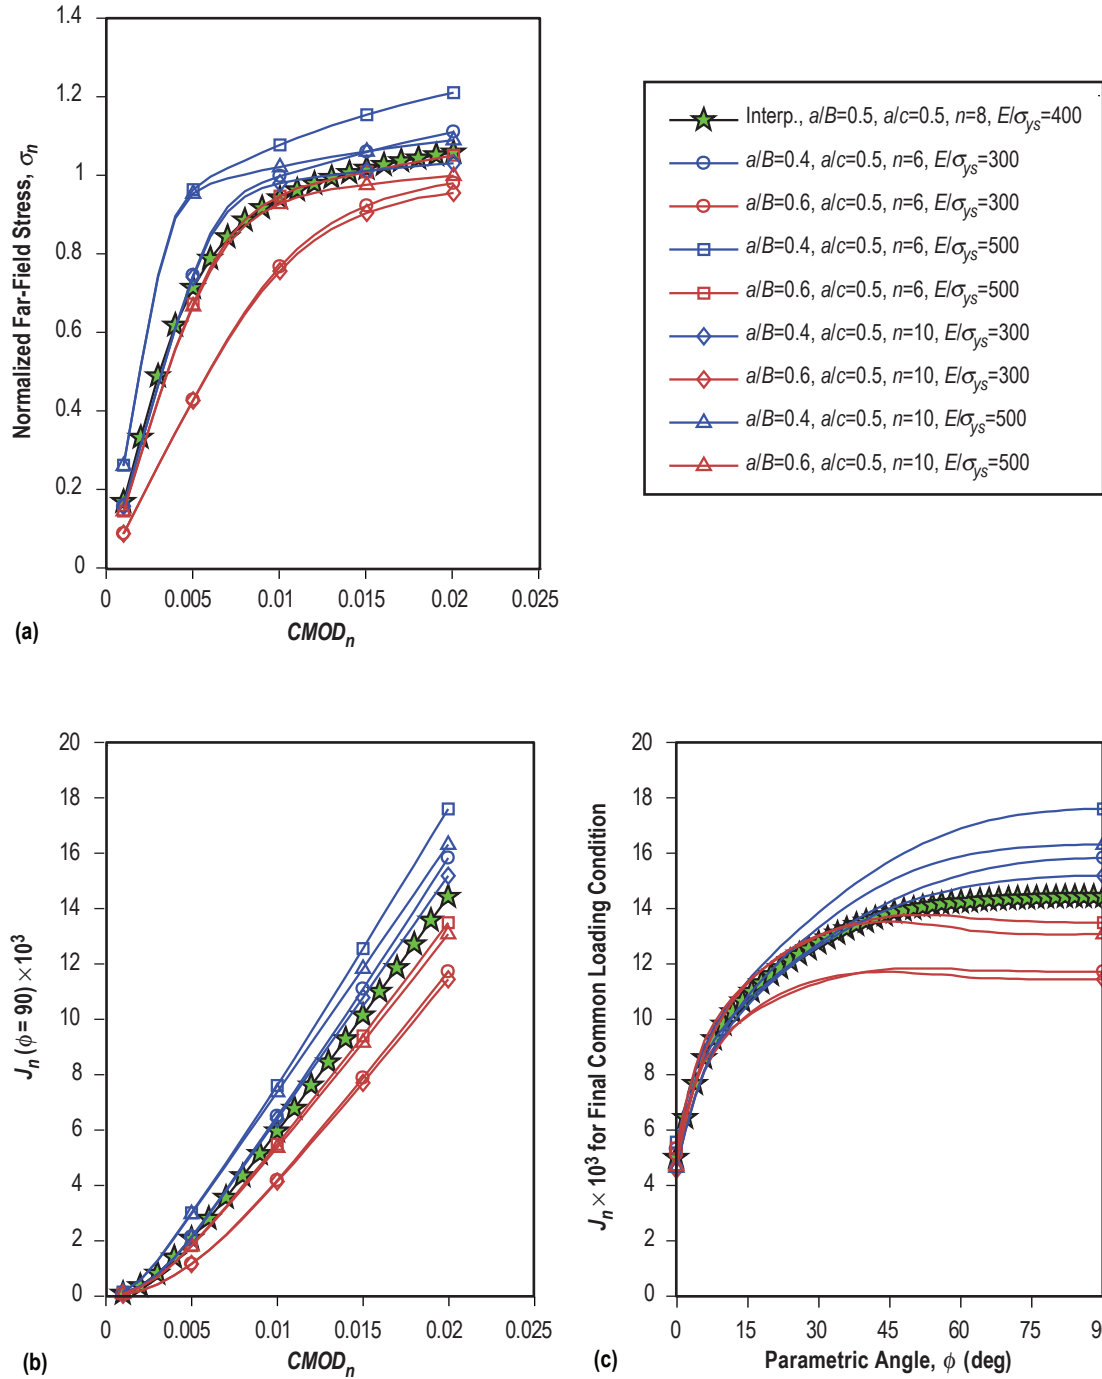 1.4
1.2
1
0.8
0.6
0.4
0.2
0
Normalized Far-Field Stress, σn
0 0.005 0.01 0.015 0.02 0.025
CMODn
(a)
Interp., a/B=0.5, a/c=0.5, n=8, E/σys=400
a/B=0.4, a/c=0.5, n=6, E/σys=300
a/B=0.6, a/c=0.5, n=6, E/σys=300
a/B=0.4, a/c=0.5, n=6, E/σys=500
a/B=0.6, a/c=0.5, n=6, E/σys=500
a/B=0.4, a/c=0.5, n=10, E/σys=300
a/B=0.6, a/c=0.5, n=10, E/σys=300
a/B=0.4, a/c=0.5, n=10, E/σys=500
a/B=0.6, a/c=0.5, n=10, E/σys=500
20
18
16
14
12
10
8
6
4
2
0
Jn (ϕ = 90) × 10³
0 0.005 0.01 0.015 0.02 0.025
CMODn
(b)
20
18
16
14
12
10
8
6
4
2
0
Jn × 10³ for Final Common Loading Condition
0 15 30 45 60 75 9
Parametric Angle, ϕ (deg)
(c)